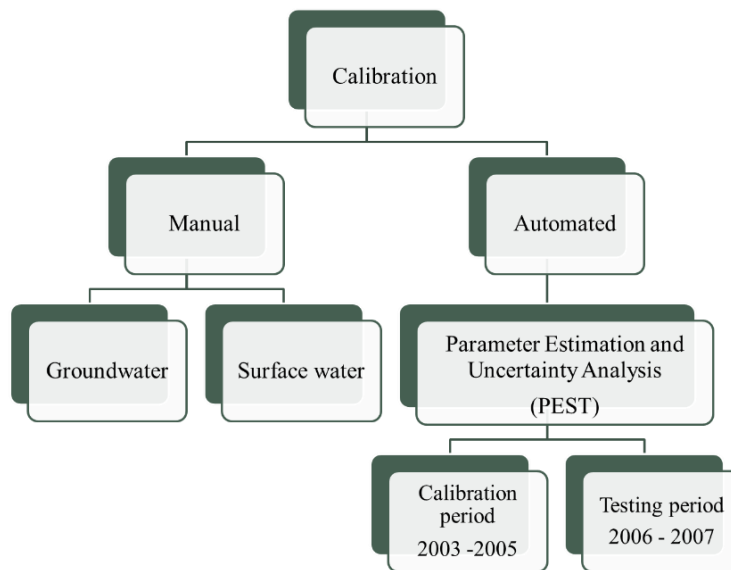 Calibration
Manual
Automated
Groundwater
Surface water
Parameter Estimation and
Uncertainty Analysis
(PEST)
Calibration
period
2003 -2005
Testing period
2006 - 2007